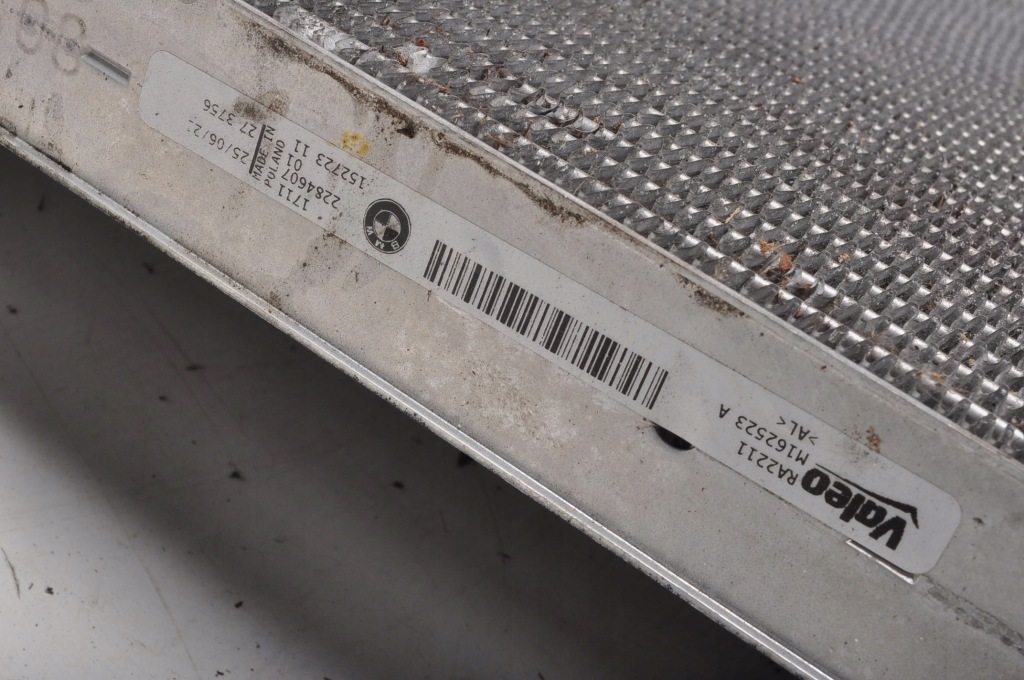 Valeo
RA2211
M162523 A
>AL<
BMW
1711
2284607 01
152723 11
MADE IN
POLAND
27 3756
25/06/2